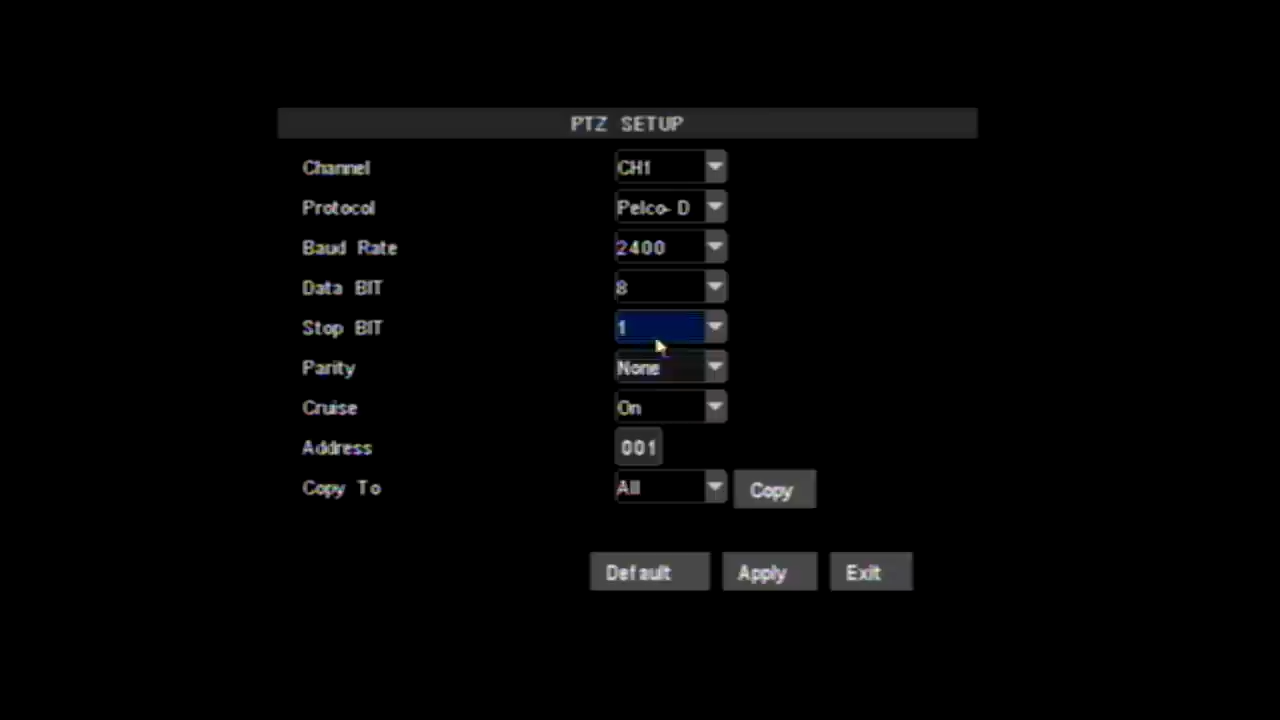 PTZ SETUP
Channel CH1
Protocol Pelco- D
Baud Rate 2400
Data BIT 8
Stop BIT 1
Parity None
Cruise On
Address 001
Copy To All Copy
Default Apply Exit